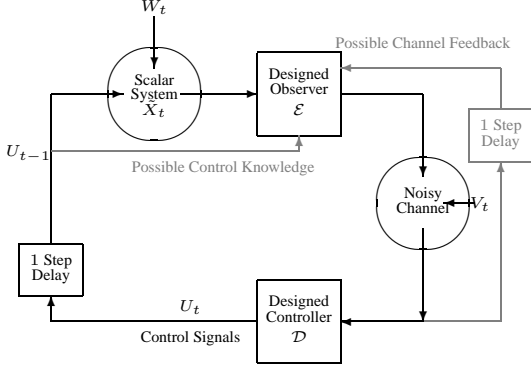 W_t
Possible Channel Feedback
Scalar
System
X̃_t
Designed
Observer
ℰ
1 Step
Delay
U_{t−1}
Possible Control Knowledge
Noisy
Channel
V_t
1 Step
Delay
U_t
Control Signals
Designed
Controller
𝒟